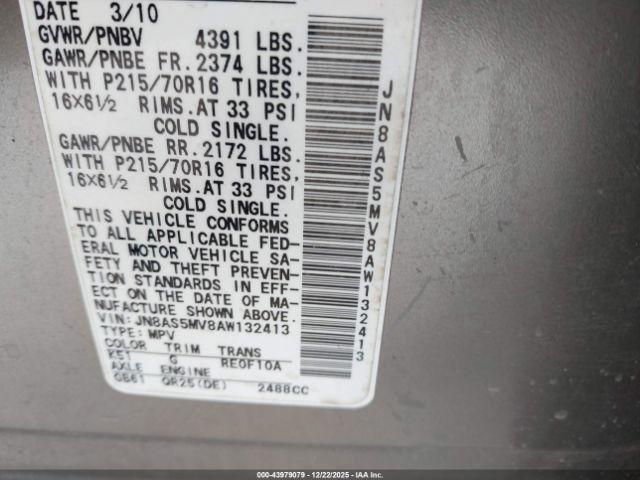 DATE 3/10
GVWR/PNBV 4391 LBS.
GAWR/PNBE FR. 2374 LBS.
WITH P215/70R16 TIRES,
16X6½ RIMS. AT 33 PSI
COLD SINGLE.
GAWR/PNBE RR. 2172 LBS.
WITH P215/70R16 TIRES,
16X6½ RIMS. AT 33 PSI
COLD SINGLE.
THIS VEHICLE CONFORMS
TO ALL APPLICABLE FED-
ERAL MOTOR VEHICLE SA-
FETY AND THEFT PREVEN-
TION STANDARDS IN EFF-
ECT ON THE DATE OF MA-
NUFACTURE SHOWN ABOVE.
VIN: JN8AS5MV8AW132413
TYPE: MPV
COLOR TRIM TRANS
K51 G RE0F10A
AXLE ENGINE
GB61 QR25(DE) 2488CC
JN8AS5MV8AW132413
000-43979079 - 12/22/2025 - COPART